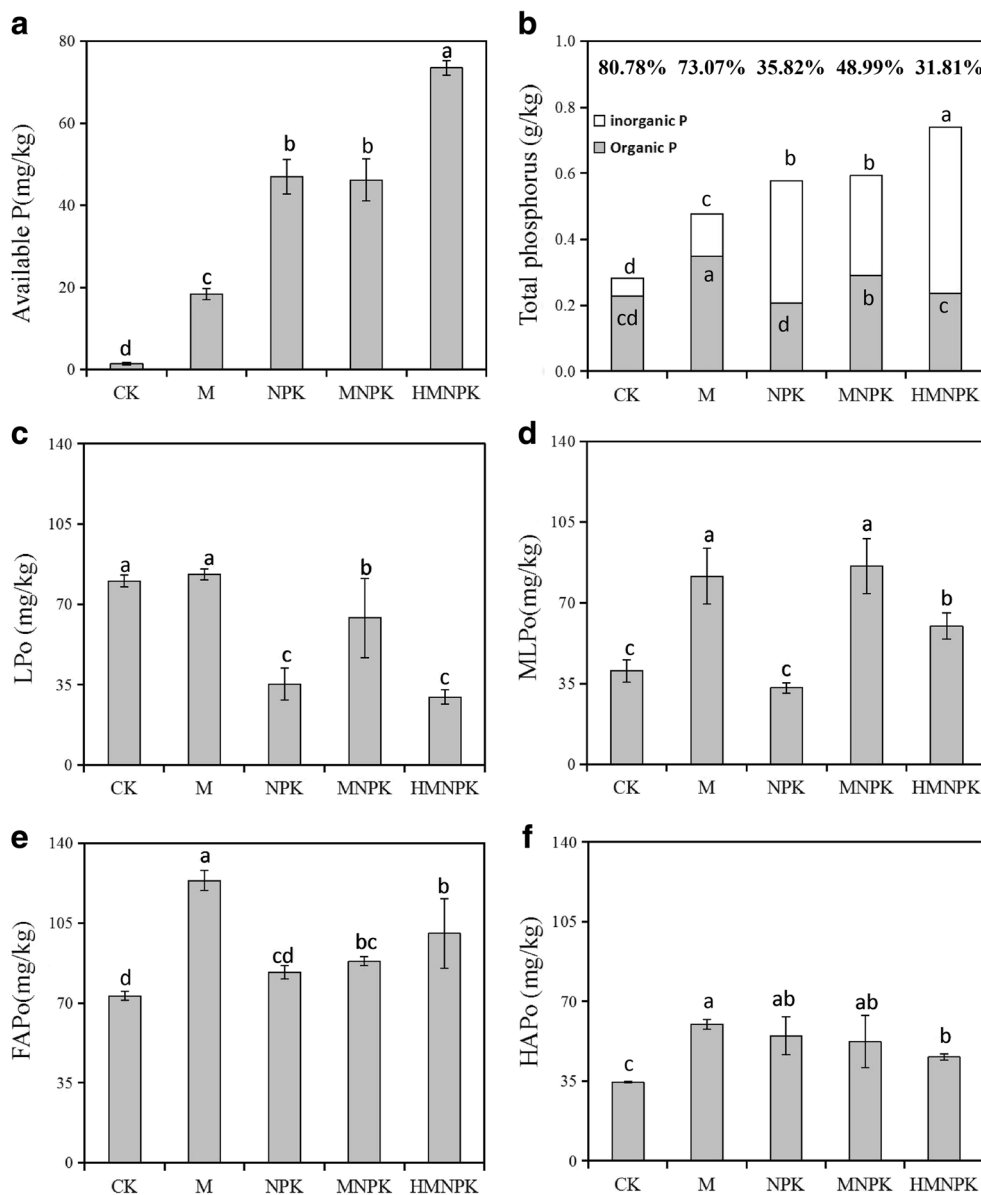 a
Available P(mg/kg)
80
60
40
20
0
d
c
b
b
a
CK M NPK MNPK HMNPK
b
Total phosphorus (g/kg)
1.0
0.8
0.6
0.4
0.2
0.0
80.78% 73.07% 35.82% 48.99% 31.81%
inorganic P
Organic P
d
c
b
b
a
cd
a
d
b
c
CK M NPK MNPK HMNPK
c
LPo (mg/kg)
140
105
70
35
0
a
a
c
b
c
CK M NPK MNPK HMNPK
d
MLPo(mg/kg)
140
105
70
35
0
c
a
c
a
b
CK M NPK MNPK HMNPK
e
FAPo(mg/kg)
140
105
70
35
0
d
a
cd
bc
b
CK M NPK MNPK HMNPK
f
HAPo (mg/kg)
140
105
70
35
0
c
a
ab
ab
b
CK M NPK MNPK HMNPK